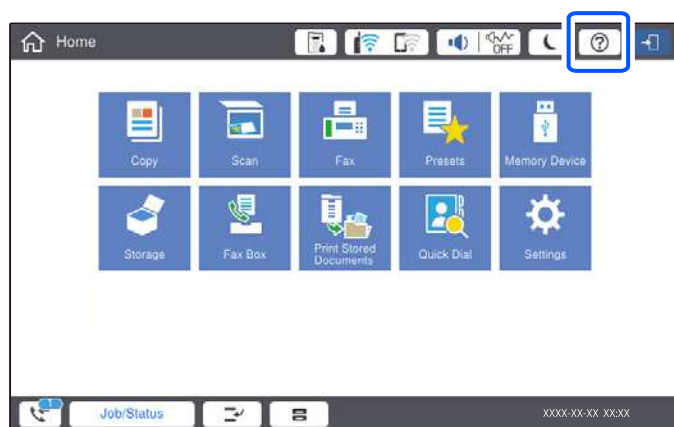 Home
OFF
Copy
Scan
Fax
Presets
Memory Device
Storage
Fax Box
Print Stored
Documents
Quick Dial
Settings
1
Job/Status
XXXX-XX-XX XX:XX